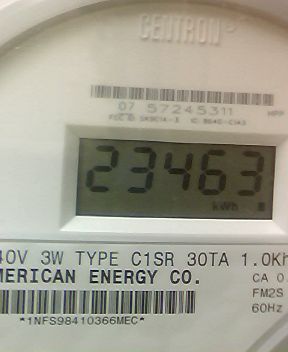 CENTRON
07 57245311
23463
kWh
40V 3W TYPE C1SR 30TA 1.0Kh
MERICAN ENERGY CO.
CA 0.
FM2S
60Hz
*1NFS98410366MEC*